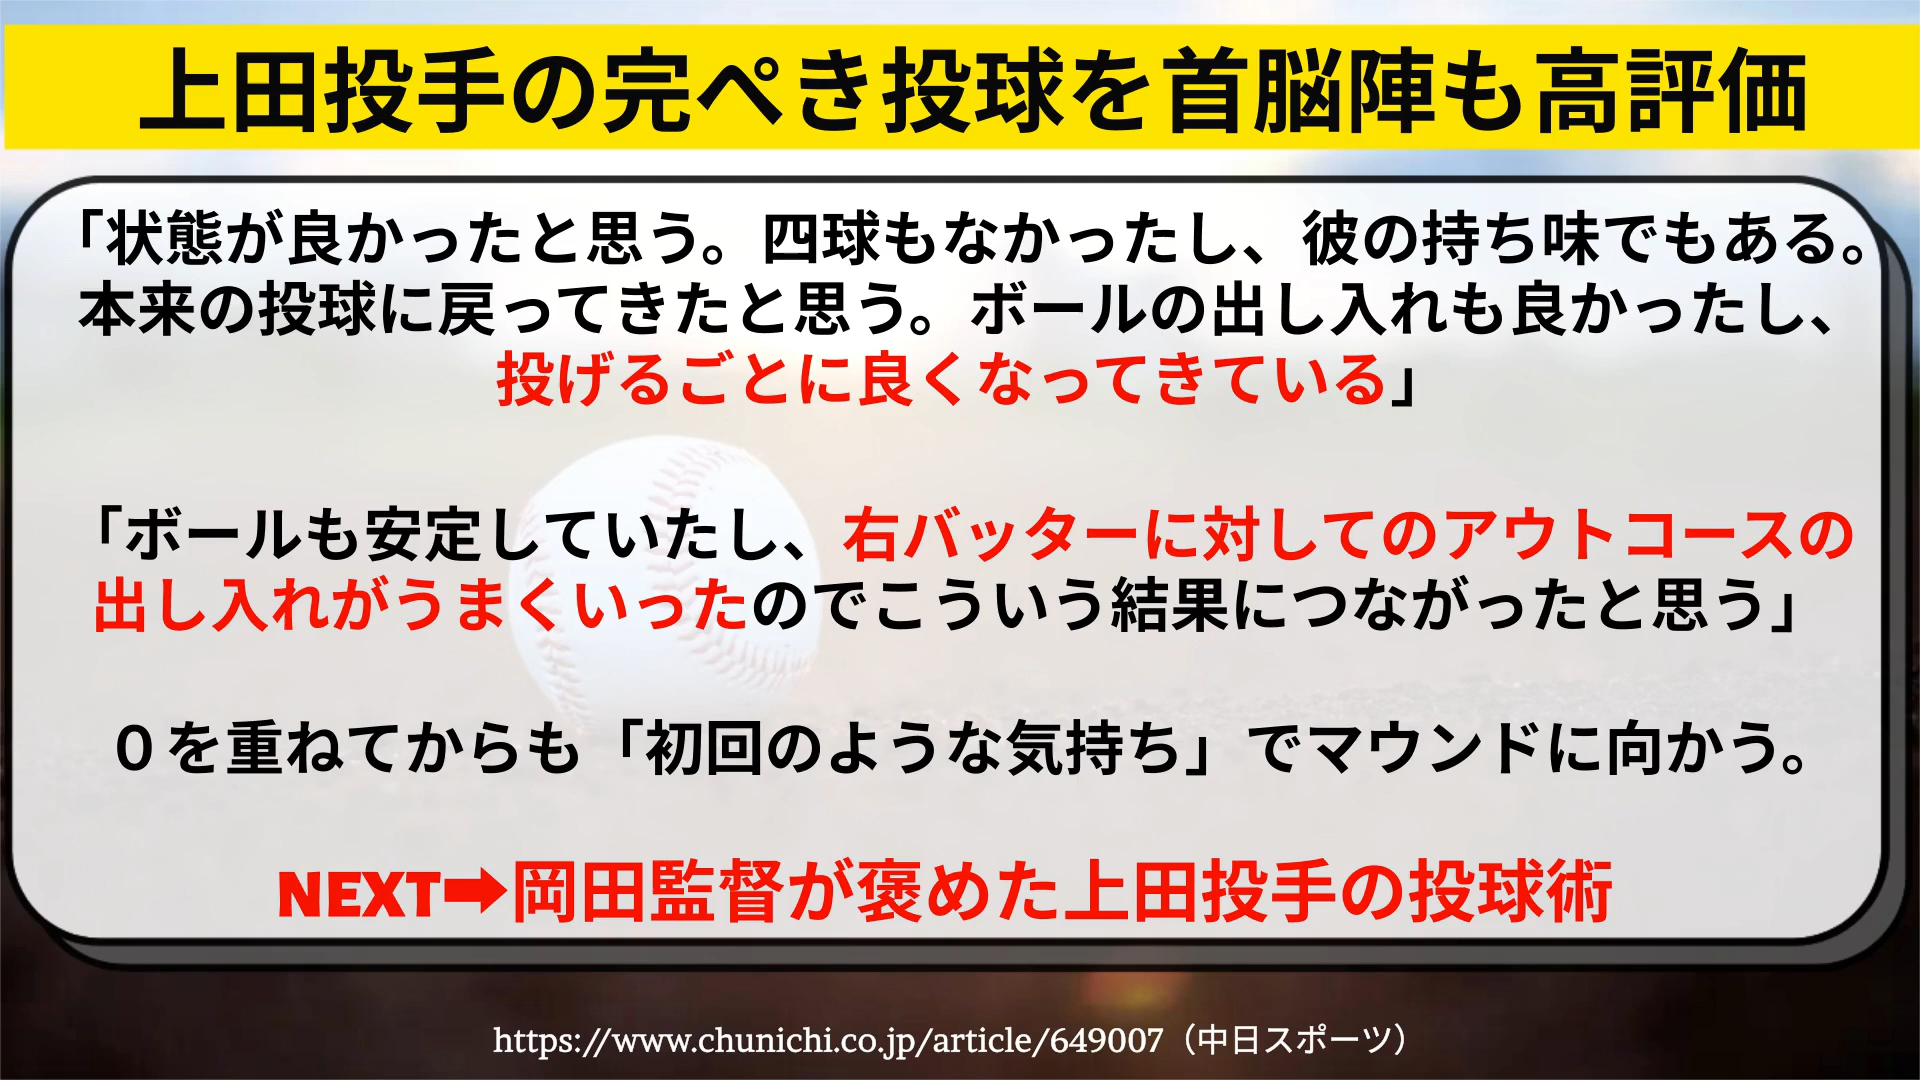 上田投手の完ぺき投球を首脳陣も高評価
「状態が良かったと思う。四球もなかったし、彼の持ち味でもある。
本来の投球に戻ってきたと思う。ボールの出し入れも良かったし、
投げるごとに良くなってきている」
「ボールも安定していたし、右バッターに対してのアウトコースの
出し入れがうまくいったのでこういう結果につながったと思う」
０を重ねてからも「初回のような気持ち」でマウンドに向かう。
NEXT➡岡田監督が褒めた上田投手の投球術
https://www.chunichi.co.jp/article/649007（中日スポーツ）